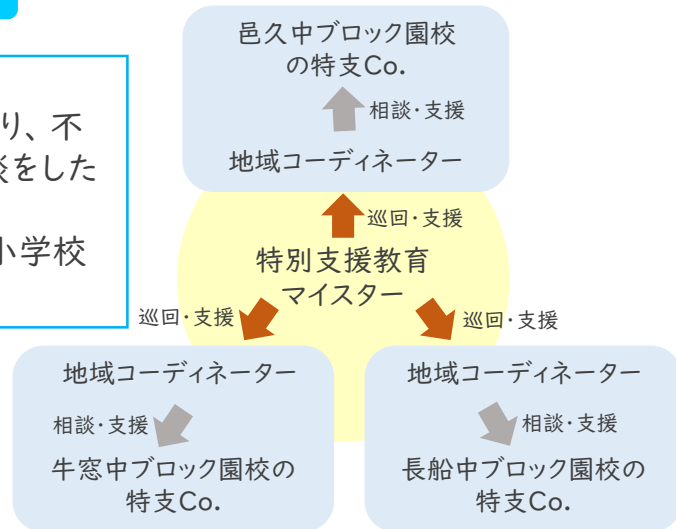 り、不
談をした
小学校
邑久中ブロック園校
の特支Co.
相談・支援
地域コーディネーター
巡回・支援
特別支援教育
マイスター
巡回・支援
巡回・支援
地域コーディネーター
相談・支援
牛窓中ブロック園校の
特支Co.
地域コーディネーター
相談・支援
長船中ブロック園校の
特支Co.